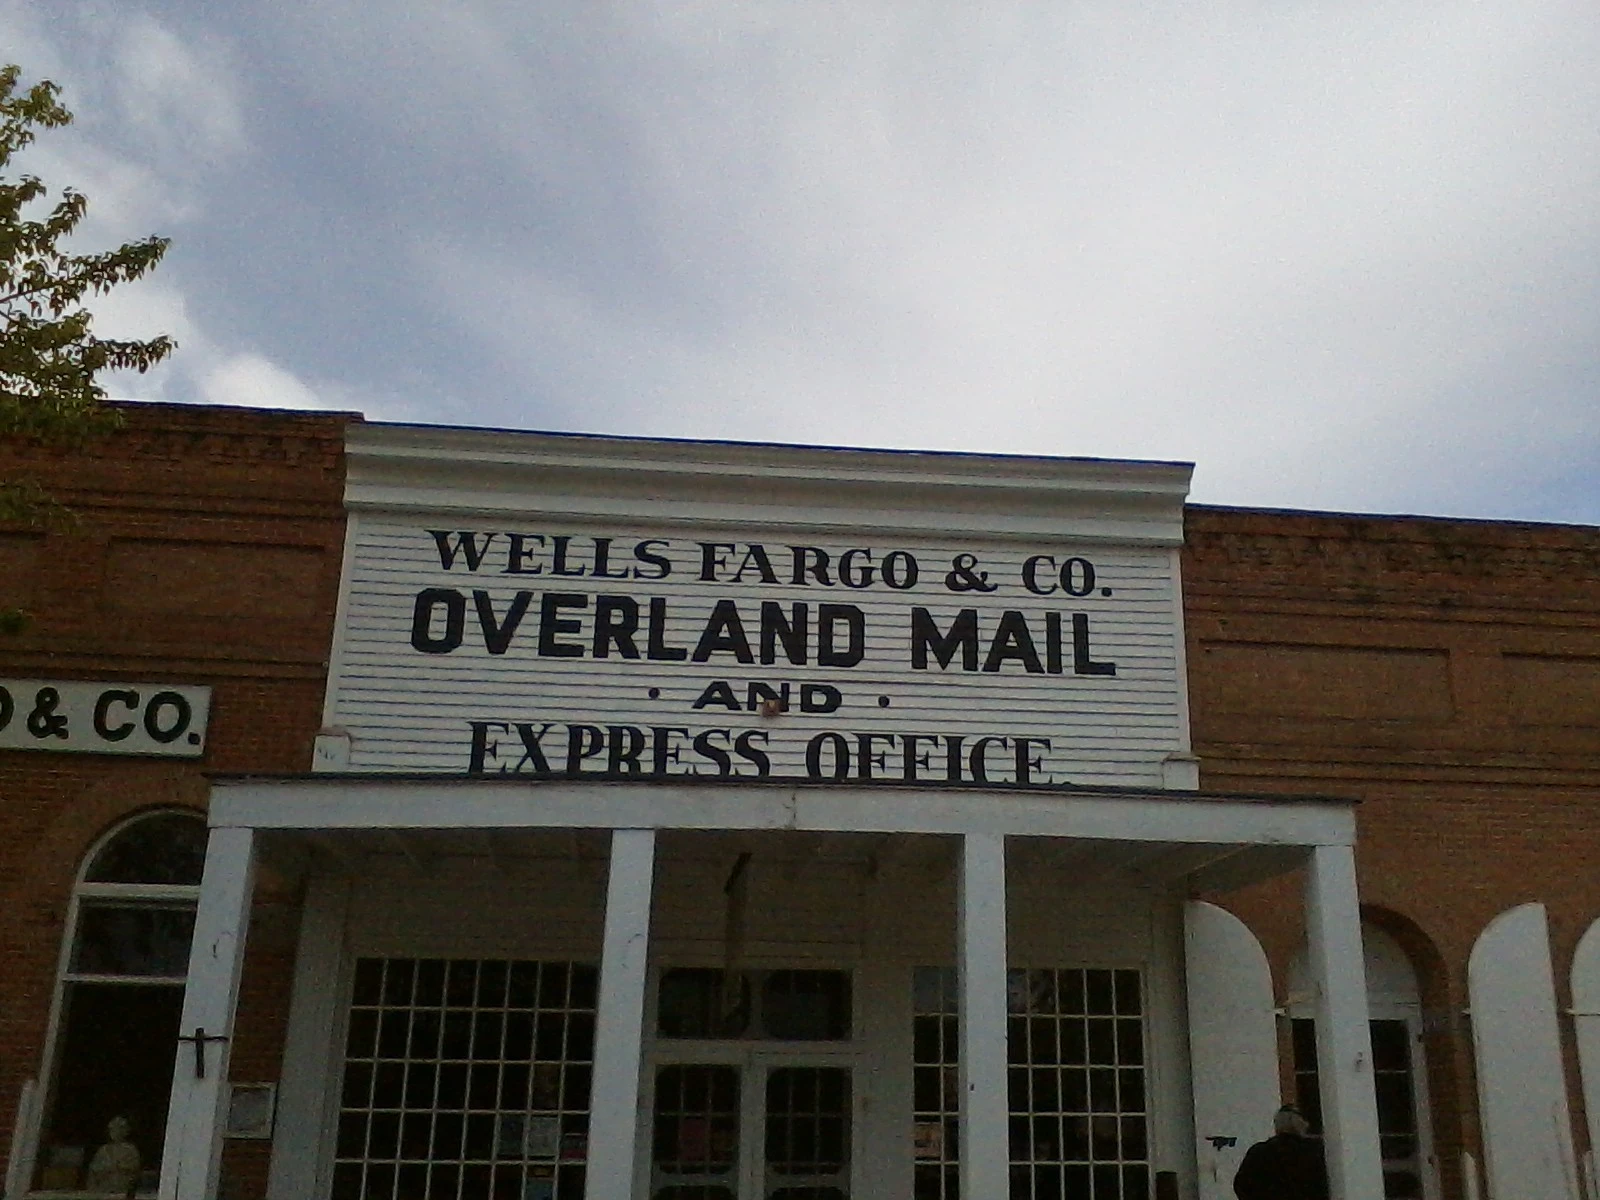 WELLS FARGO & CO.
OVERLAND MAIL
· AND ·
EXPRESS OFFICE.
& CO.